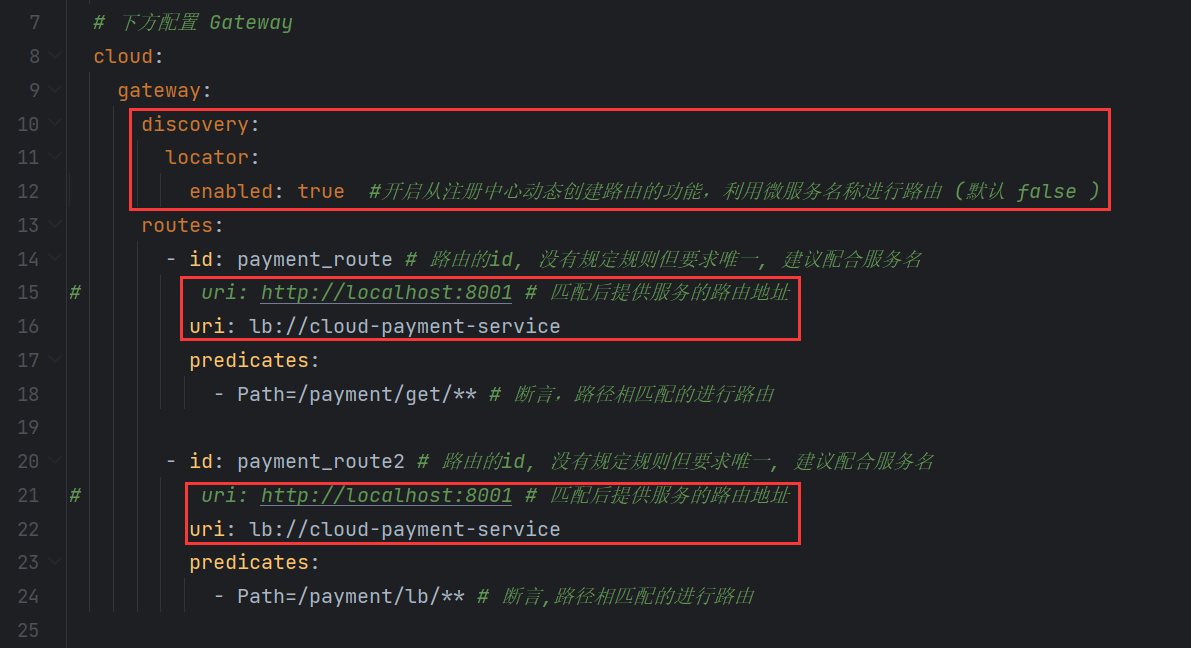 7 # 下方配置 Gateway
8 cloud:
9 gateway:
10 discovery:
11 locator:
12 enabled: true #开启从注册中心动态创建路由的功能，利用微服务名称进行路由 (默认 false )
13 routes:
14 - id: payment_route # 路由的id, 没有规定规则但要求唯一, 建议配合服务名
15 # uri: http://localhost:8001 # 匹配后提供服务的路由地址
16 uri: lb://cloud-payment-service
17 predicates:
18 - Path=/payment/get/** # 断言．路径相匹配的进行路由
19
20 - id: payment_route2 # 路由的id, 没有规定规则但要求唯一, 建议配合服务名
21 # uri: http://localhost:8001 # 匹配后提供服务的路由地址
22 uri: lb://cloud-payment-service
23 predicates:
24 - Path=/payment/lb/** # 断言,路径相匹配的进行路由
25